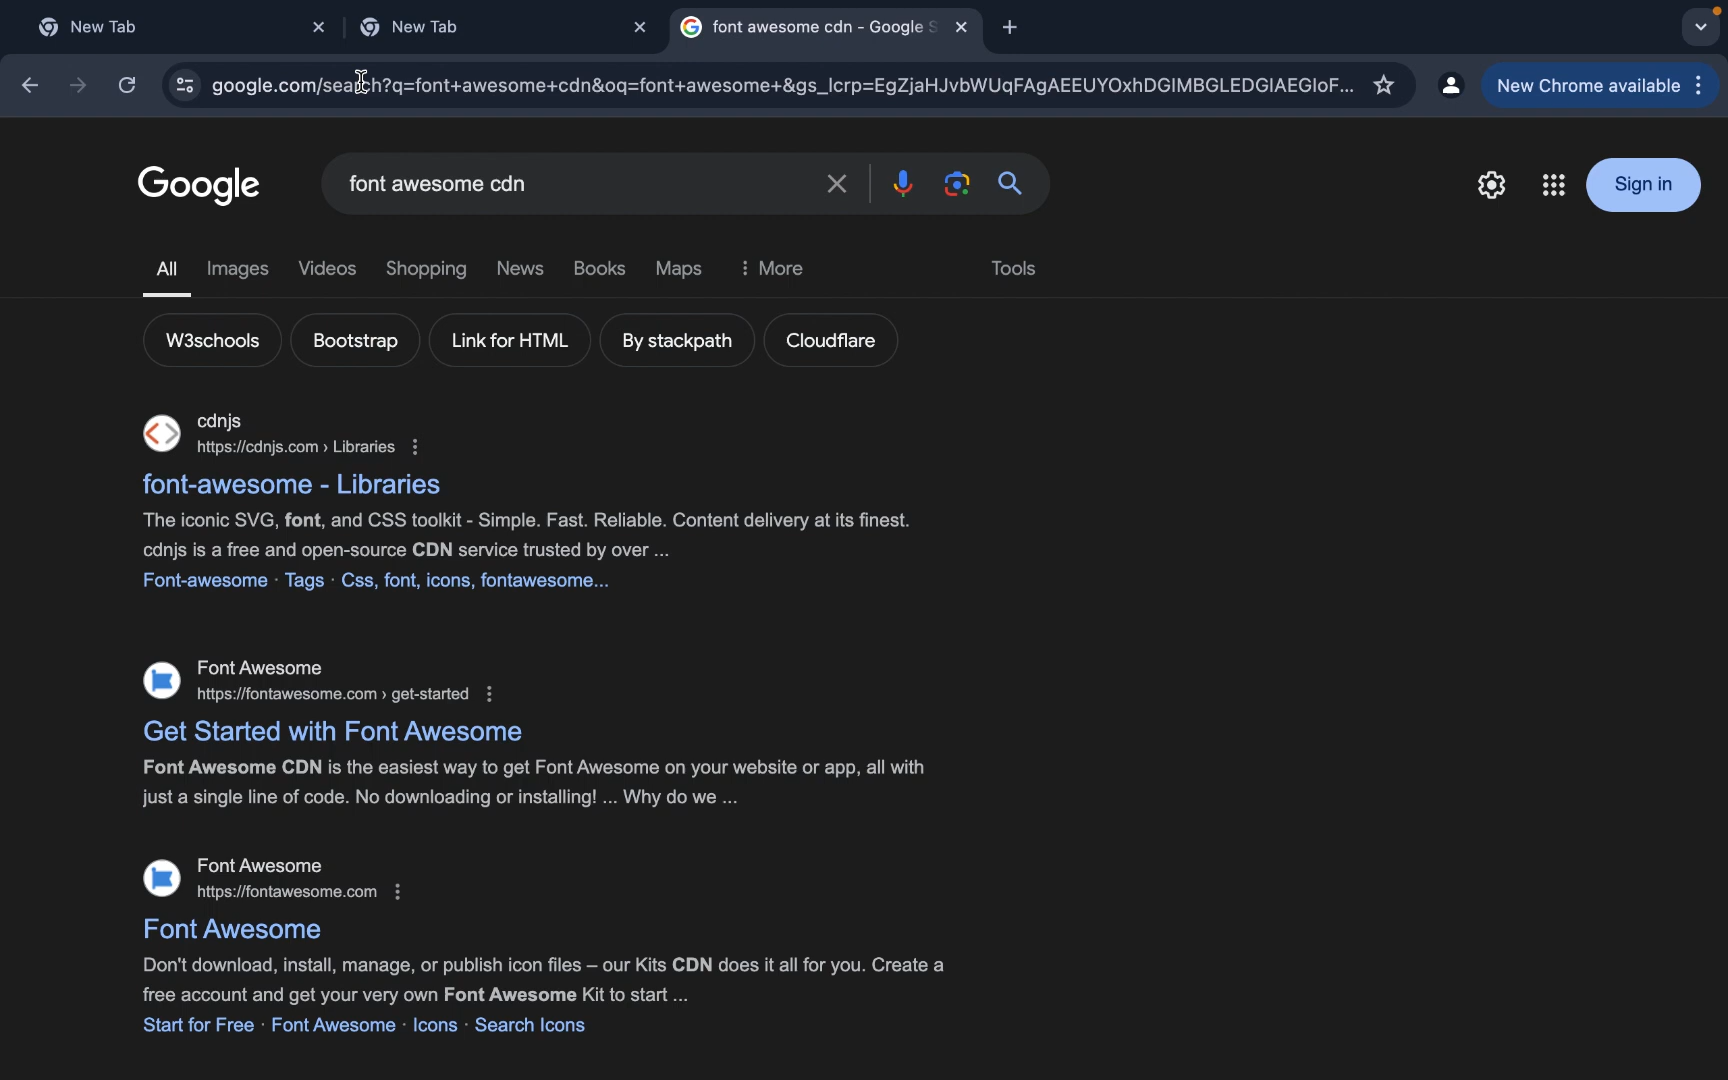 New Tab
New Tab
font awesome cdn - Google S
google.com/search?q=font+awesome+cdn&oq=font+awesome+&gs_lcrp=EgZjaHJvbWUqFAgAEEUYOxhDGIMBGLEDGIAEGIoF...
New Chrome available
Google
font awesome cdn
Sign in
All Images Videos Shopping News Books Maps More Tools
W3schools Bootstrap Link for HTML By stackpath Cloudflare
cdnjs
https://cdnjs.com › Libraries
font-awesome - Libraries
The iconic SVG, font, and CSS toolkit - Simple. Fast. Reliable. Content delivery at its finest.
cdnjs is a free and open-source CDN service trusted by over ...
Font-awesome · Tags · Css, font, icons, fontawesome...
Font Awesome
https://fontawesome.com › get-started
Get Started with Font Awesome
Font Awesome CDN is the easiest way to get Font Awesome on your website or app, all with
just a single line of code. No downloading or installing! ... Why do we ...
Font Awesome
https://fontawesome.com
Font Awesome
Don't download, install, manage, or publish icon files – our Kits CDN does it all for you. Create a
free account and get your very own Font Awesome Kit to start ...
Start for Free · Font Awesome · Icons · Search Icons